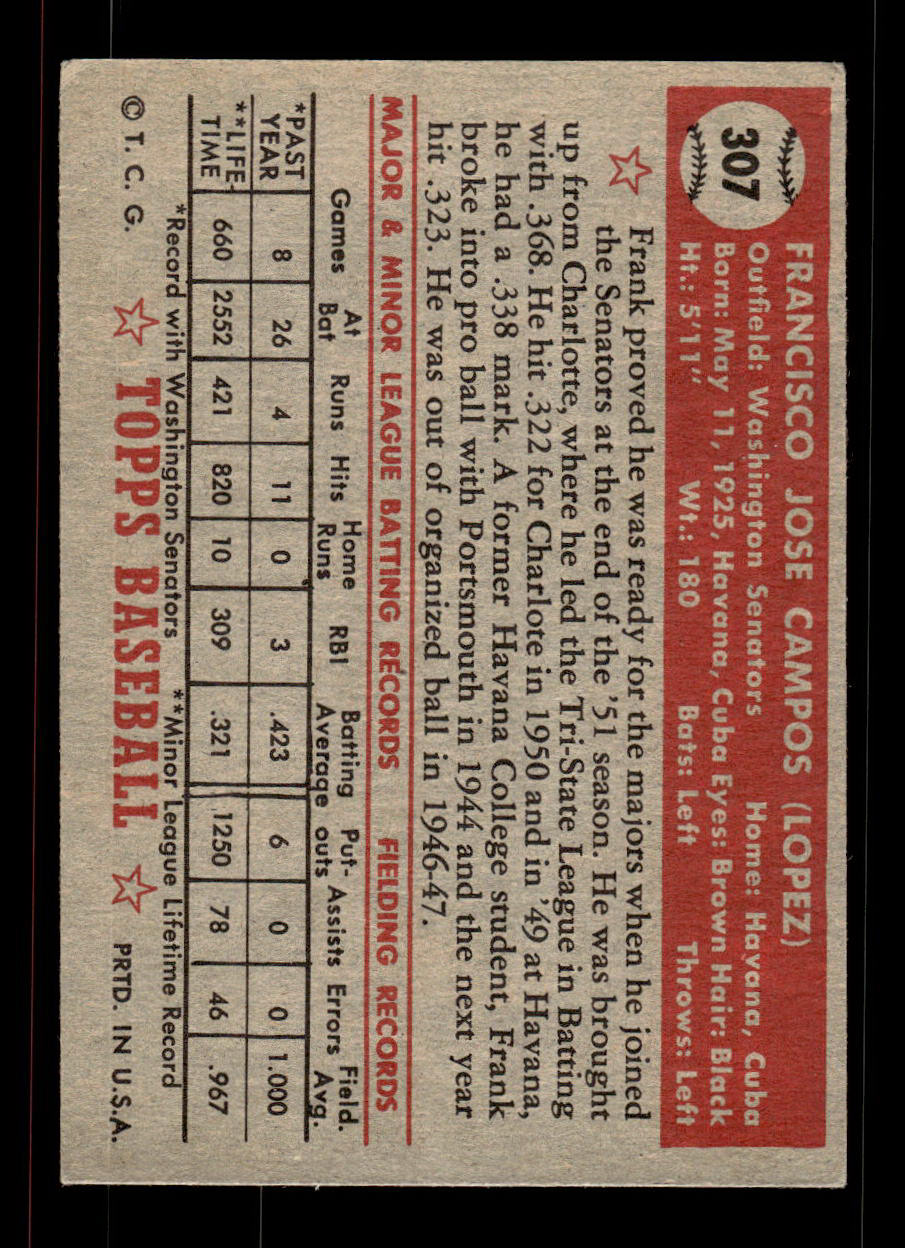 307
FRANCISCO JOSE CAMPOS (LOPEZ)
Outfield: Washington Senators Home: Havana, Cuba
Born: May 11, 1925, Havana, Cuba Eyes: Brown Hair: Black
Ht.: 5'11" Wt.: 180 Bats: Left Throws: Left
Frank proved he was ready for the majors when he joined
the Senators at the end of the '51 season. He was brought
up from Charlotte, where he led the Tri-State League in Batting
with .368. He hit .322 for Charlote in 1950 and in '49 at Havana,
he had a .338 mark. A former Havana College student, Frank
broke into pro ball with Portsmouth in 1944 and the next year
hit .323. He was out of organized ball in 1946-47.
MAJOR & MINOR LEAGUE BATTING RECORDS FIELDING RECORDS
Games At Bat Runs Hits Home Runs RBI Batting Average Put-outs Assists Errors Field. Avg.
*PAST YEAR 8 26 4 11 0 3 .423 6 0 0 1.000
**LIFE-TIME 660 2552 421 820 10 309 .321 1250 78 46 .967
*Record with Washington Senators **Minor League Lifetime Record
© T. C. G. TOPPS BASEBALL PRTD. IN U.S.A.